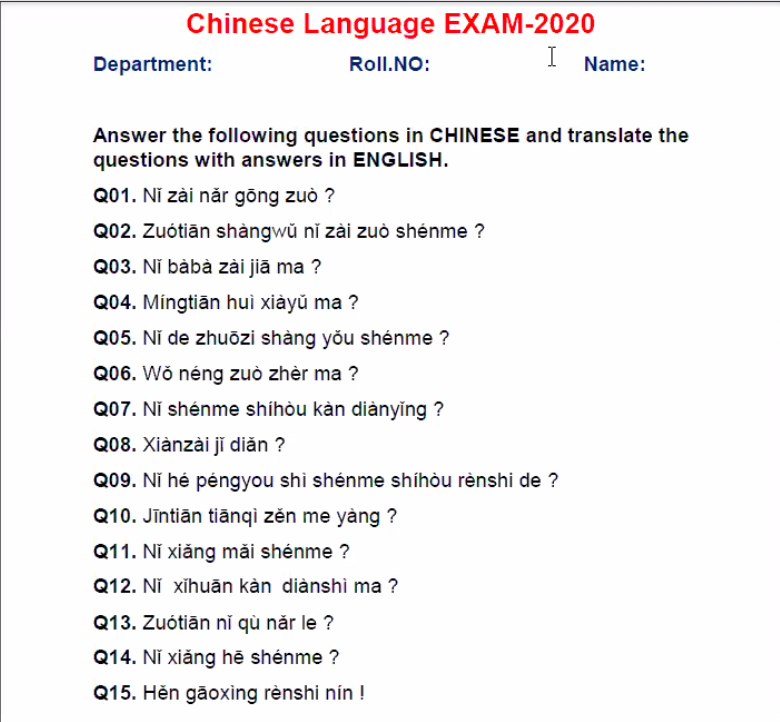 Chinese Language EXAM-2020
Department: Roll.NO: Name:
Answer the following questions in CHINESE and translate the
questions with answers in ENGLISH.
Q01. Nǐ zài nǎr gōng zuò ?
Q02. Zuótiān shàngwǔ nǐ zài zuò shénme ?
Q03. Nǐ bàbà zài jiā ma ?
Q04. Míngtiān huì xiàyǔ ma ?
Q05. Nǐ de zhuōzi shàng yǒu shénme ?
Q06. Wǒ néng zuò zhèr ma ?
Q07. Nǐ shénme shíhòu kàn diànyǐng ?
Q08. Xiànzài jǐ diǎn ?
Q09. Nǐ hé péngyou shì shénme shíhòu rènshi de ?
Q10. Jīntiān tiānqì zěn me yàng ?
Q11. Nǐ xiǎng mǎi shénme ?
Q12. Nǐ xǐhuān kàn diànshì ma ?
Q13. Zuótiān nǐ qù nǎr le ?
Q14. Nǐ xiǎng hē shénme ?
Q15. Hěn gāoxìng rènshi nín !